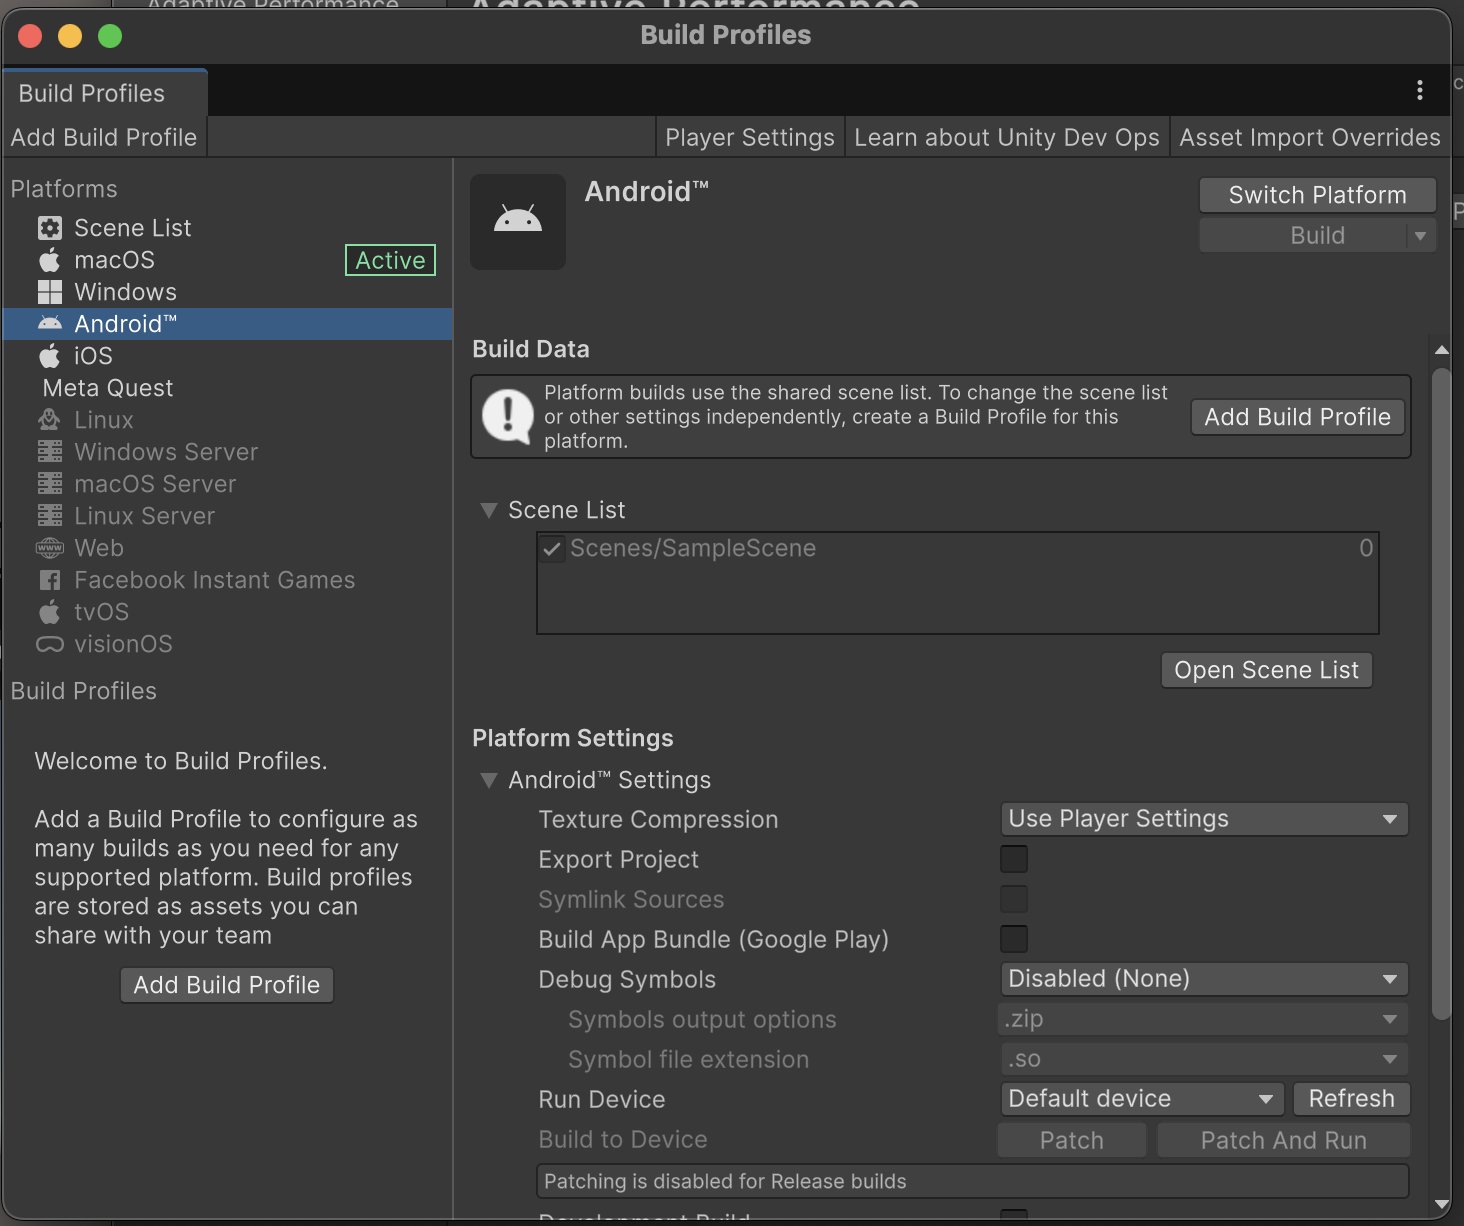 Adaptive Performance
Adaptive Performance
Build Profiles
Build Profiles
Add Build Profile
Player Settings
Learn about Unity Dev Ops
Asset Import Overrides
Platforms
Scene List
macOS
Active
Windows
Android™
iOS
Meta Quest
Linux
Windows Server
macOS Server
Linux Server
Web
Facebook Instant Games
tvOS
visionOS
Build Profiles
Welcome to Build Profiles.
Add a Build Profile to configure as
many builds as you need for any
supported platform. Build profiles
are stored as assets you can
share with your team
Add Build Profile
Android™
Switch Platform
Build
Build Data
Platform builds use the shared scene list. To change the scene list
or other settings independently, create a Build Profile for this
platform.
Add Build Profile
Scene List
Scenes/SampleScene 0
Open Scene List
Platform Settings
Android™ Settings
Texture Compression Use Player Settings
Export Project
Symlink Sources
Build App Bundle (Google Play)
Debug Symbols Disabled (None)
Symbols output options .zip
Symbol file extension .so
Run Device Default device Refresh
Build to Device Patch Patch And Run
Patching is disabled for Release builds
Development Build